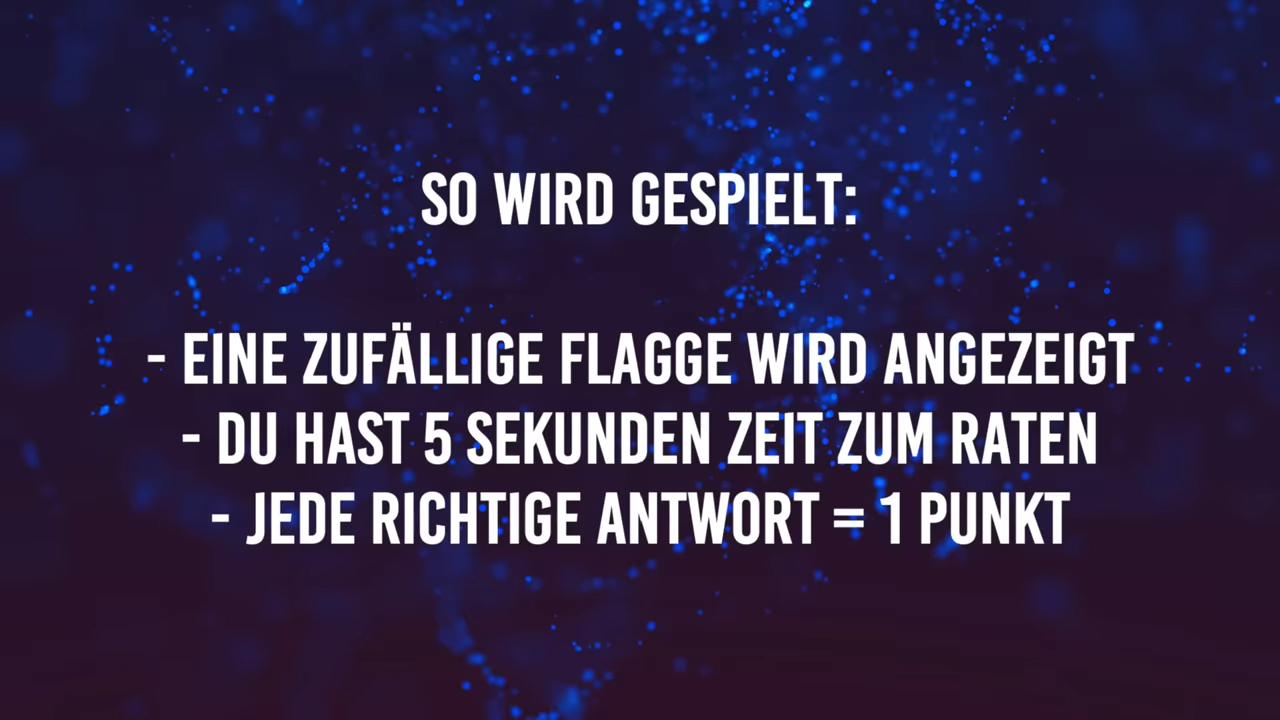 SO WIRD GESPIELT:
- EINE ZUFÄLLIGE FLAGGE WIRD ANGEZEIGT
- DU HAST 5 SEKUNDEN ZEIT ZUM RATEN
- JEDE RICHTIGE ANTWORT = 1 PUNKT